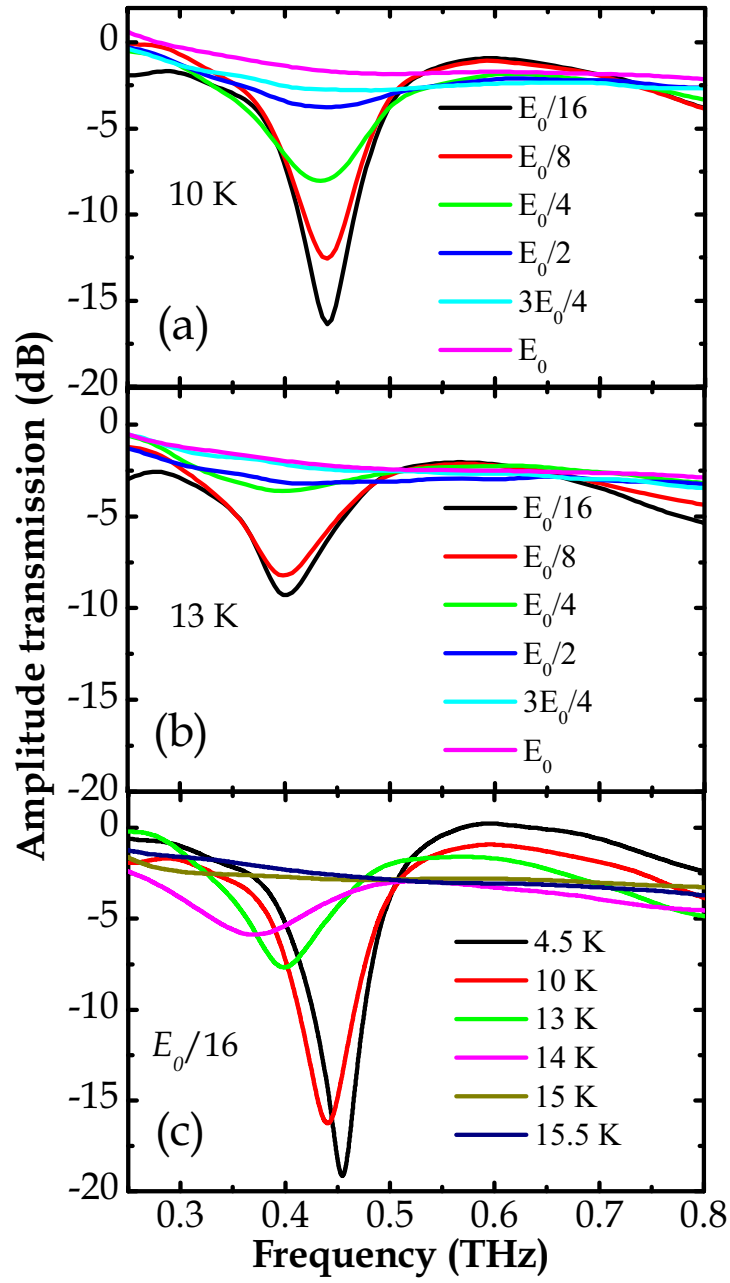 Amplitude transmission (dB)
0
-5
-10
-15
-20
10 K
(a)
E₀/16
E₀/8
E₀/4
E₀/2
3E₀/4
E₀
0
-5
-10
-15
-20
13 K
(b)
E₀/16
E₀/8
E₀/4
E₀/2
3E₀/4
E₀
0
-5
-10
-15
-20
E₀/16
(c)
4.5 K
10 K
13 K
14 K
15 K
15.5 K
0.3 0.4 0.5 0.6 0.7 0.8
Frequency (THz)